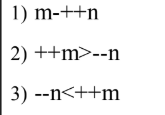 1) m-++n
2) ++m>--n
3) --n<++m